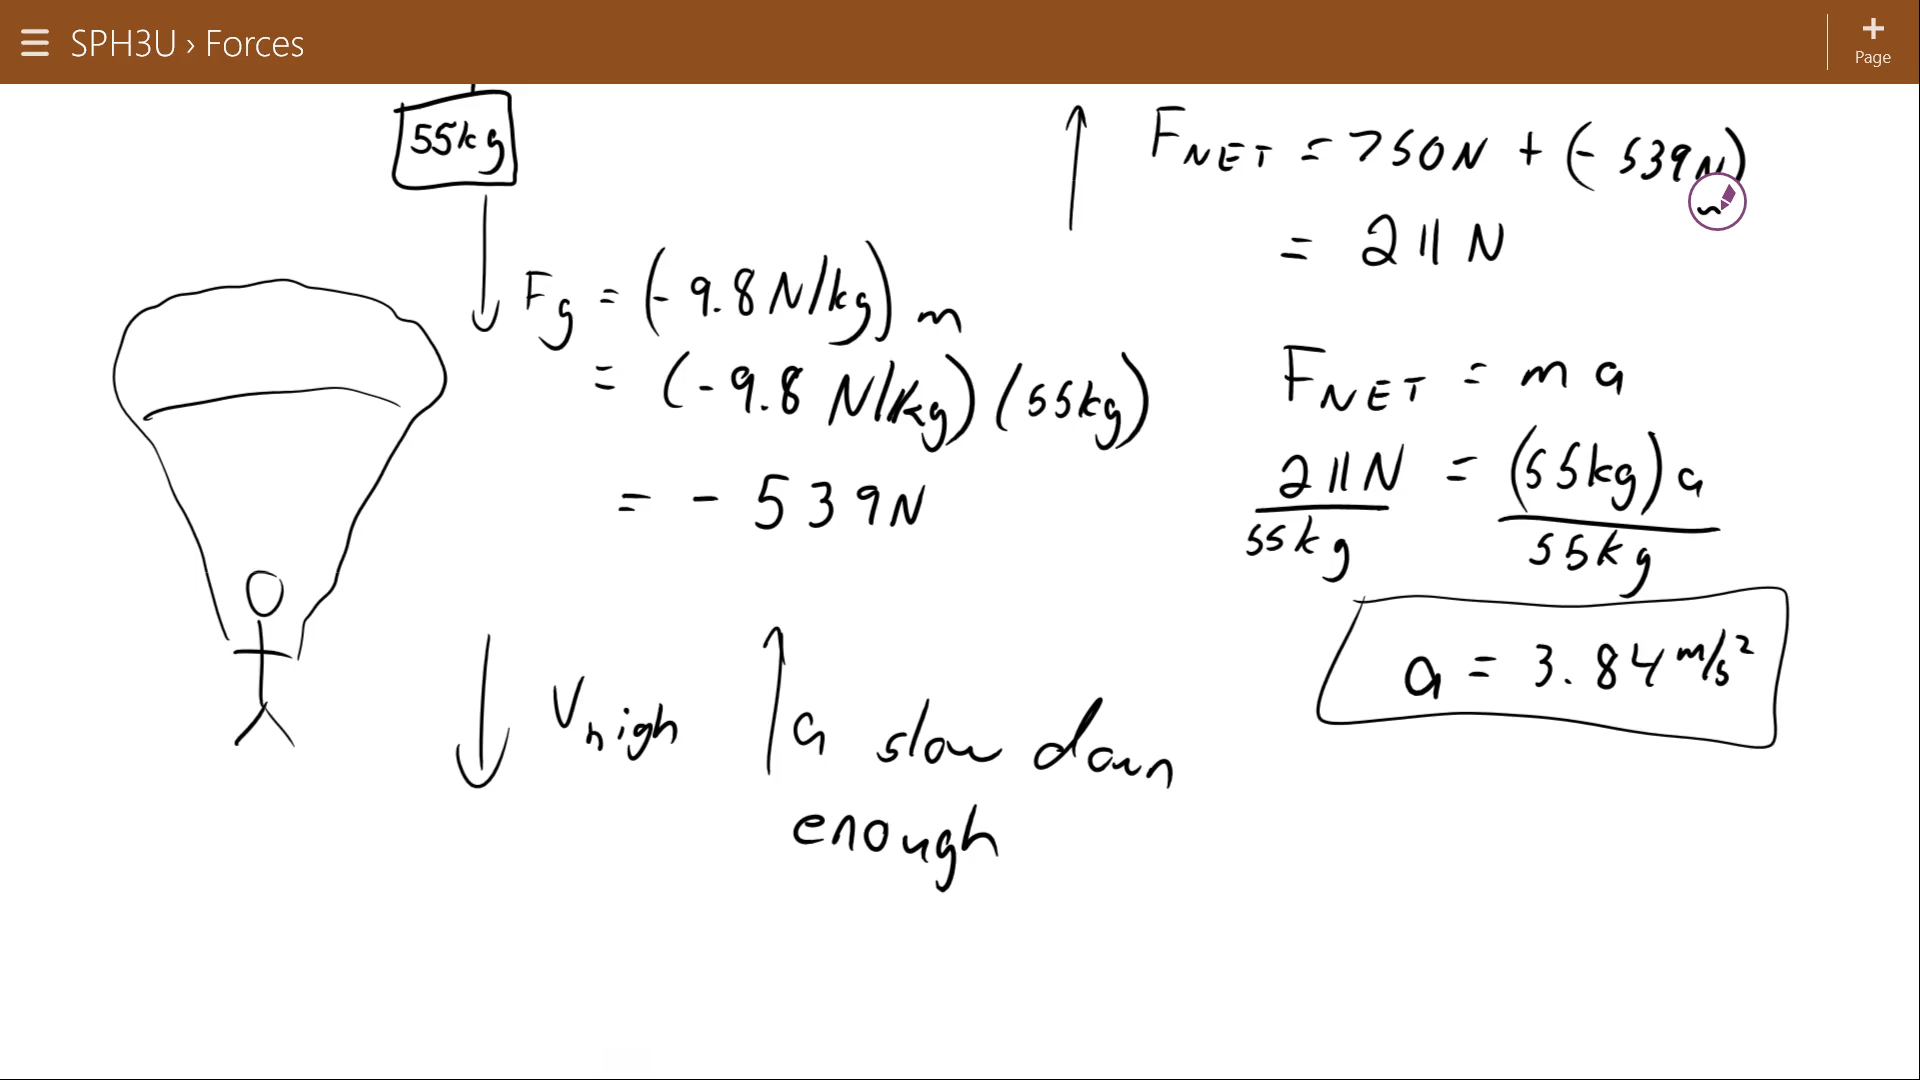 SPH3U › Forces
+
Page
55kg
Fg = (-9.8 N/kg) m
= (-9.8 N/kg) (55kg)
= - 539N
FNET = 750N + (- 539N)
= 211 N
FNET = m a
211N = (55kg) a
55kg 55kg
a = 3.84 m/s²
Vhigh a slow down
enough